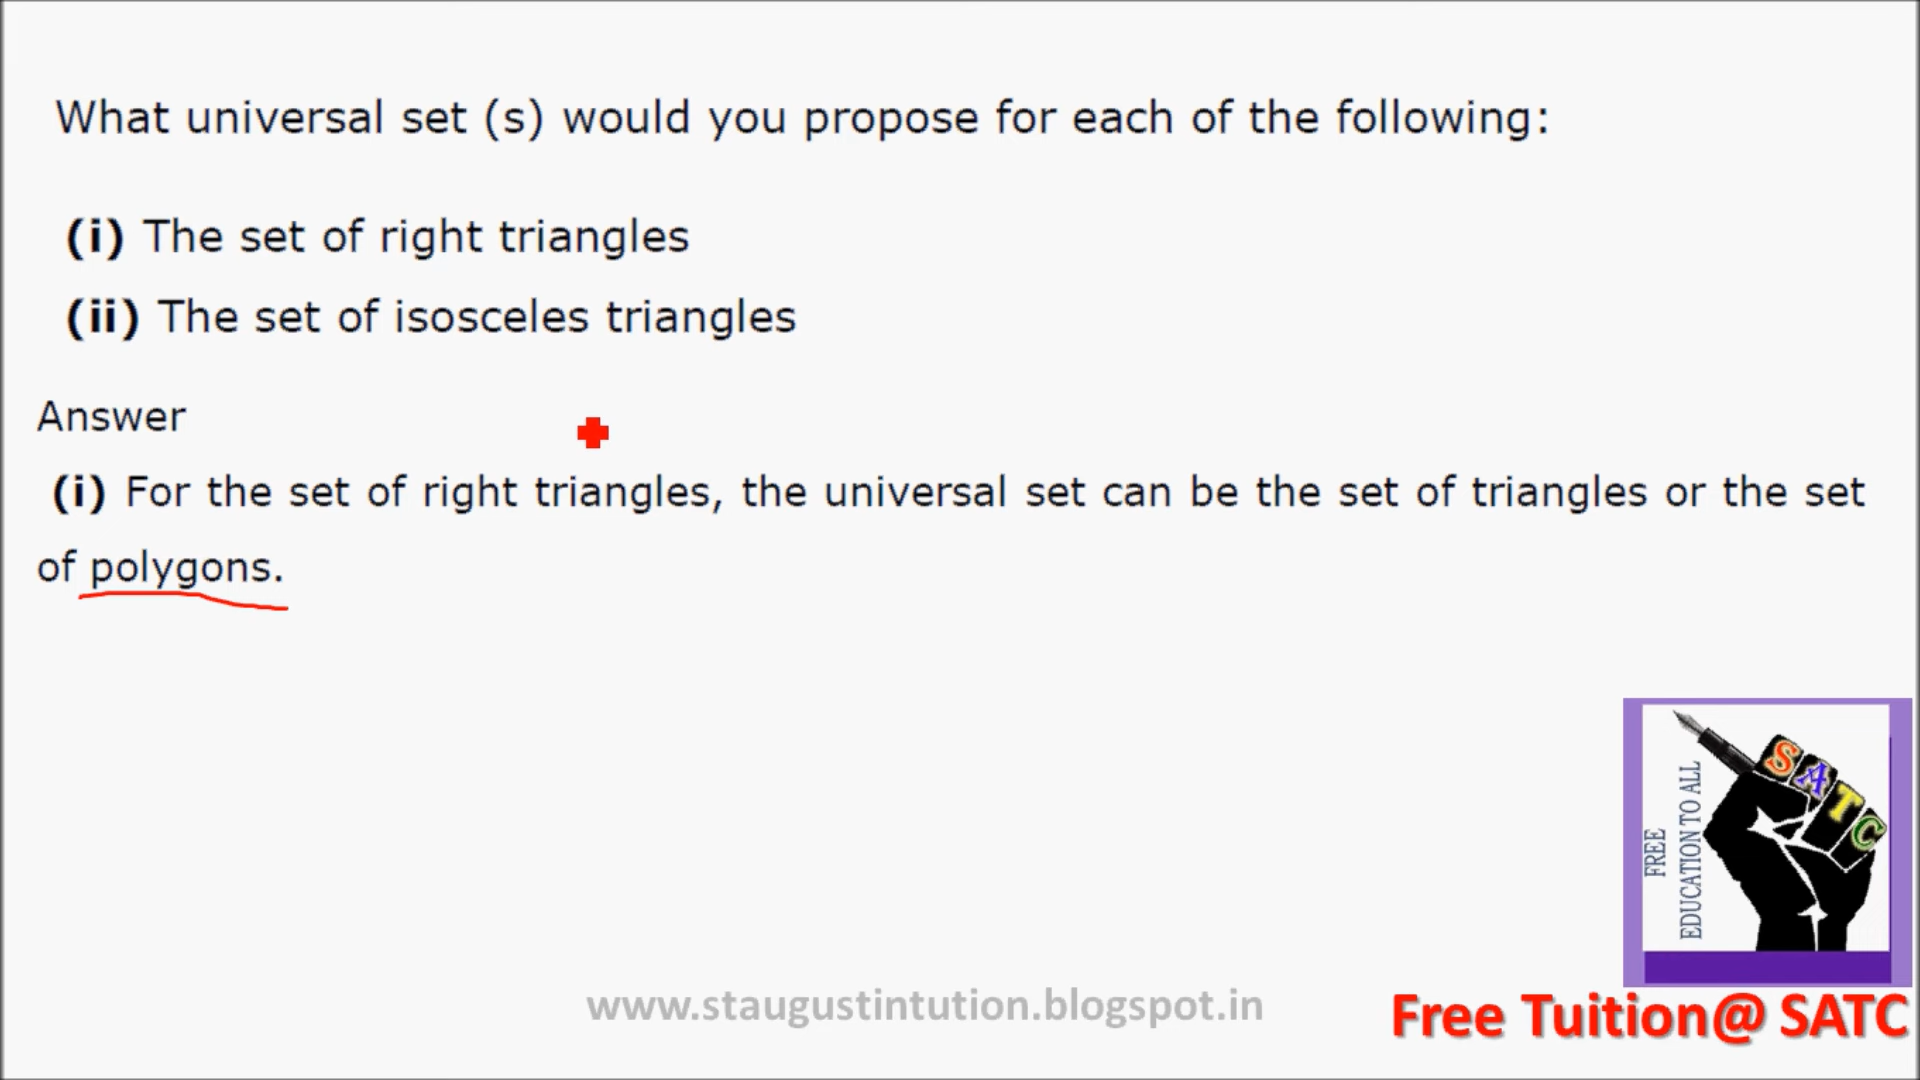 What universal set (s) would you propose for each of the following:
(i) The set of right triangles
(ii) The set of isosceles triangles
Answer
(i) For the set of right triangles, the universal set can be the set of triangles or the set
of polygons.
SATC
FREE
EDUCATION TO ALL
www.staugustintution.blogspot.in
Free Tuition@ SATC